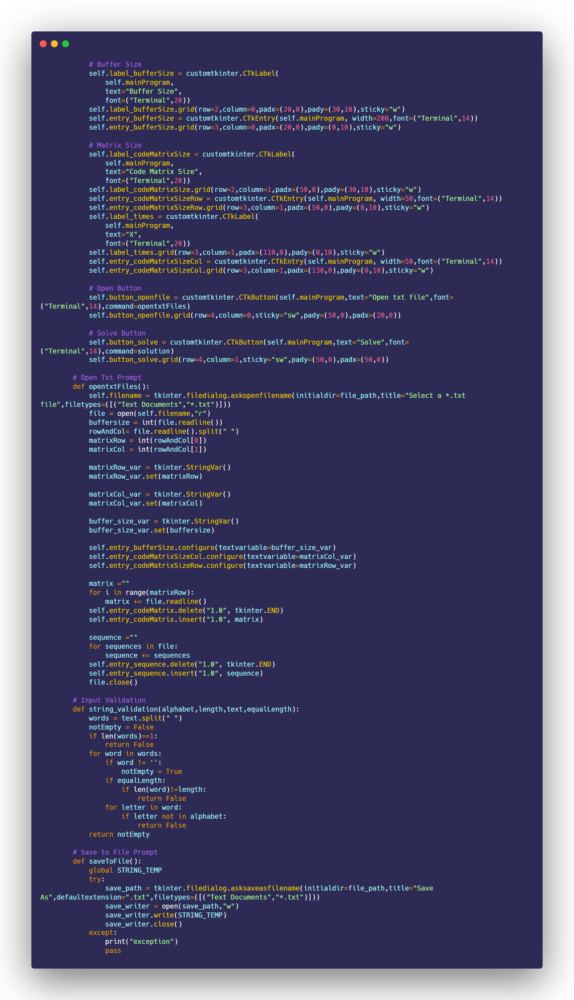 # Buffer Size
self.label_bufferSize = customtkinter.CTkLabel(
self.mainProgram,
text="Buffer Size",
font=("Terminal",20))
self.label_bufferSize.grid(row=2,column=0,padx=(20,0),pady=(30,10),sticky="w")
self.entry_bufferSize = customtkinter.CTkEntry(self.mainProgram, width=200,font=("Terminal",14))
self.entry_bufferSize.grid(row=3,column=0,padx=(20,0),pady=(0,10),sticky="w")
# Matrix Size
self.label_codeMatrixSize = customtkinter.CTkLabel(
self.mainProgram,
text="Code Matrix Size",
font=("Terminal",20))
self.label_codeMatrixSize.grid(row=2,column=1,padx=(50,0),pady=(30,10),sticky="w")
self.entry_codeMatrixSizeRow = customtkinter.CTkEntry(self.mainProgram, width=50,font=("Terminal",14))
self.entry_codeMatrixSizeRow.grid(row=3,column=1,padx=(50,0),pady=(0,10),sticky="w")
self.label_times = customtkinter.CTkLabel(
self.mainProgram,
text="X",
font=("Terminal",20))
self.label_times.grid(row=3,column=1,padx=(110,0),pady=(0,10),sticky="w")
self.entry_codeMatrixSizeCol = customtkinter.CTkEntry(self.mainProgram, width=50,font=("Terminal",14))
self.entry_codeMatrixSizeCol.grid(row=3,column=1,padx=(130,0),pady=(0,10),sticky="w")
# Open Button
self.button_openfile = customtkinter.CTkButton(self.mainProgram,text="Open txt file",font=
("Terminal",14),command=opentxtFiles)
self.button_openfile.grid(row=4,column=0,sticky="sw",pady=(50,0),padx=(20,0))
# Solve Button
self.button_solve = customtkinter.CTkButton(self.mainProgram,text="Solve",font=
("Terminal",14),command=solution)
self.button_solve.grid(row=4,column=1,sticky="sw",pady=(50,0),padx=(50,0))
# Open Txt Prompt
def opentxtFiles():
self.filename = tkinter.filedialog.askopenfilename(initialdir=file_path,title="Select a *.txt
file",filetypes=([("Text Documents","*.txt")]))
file = open(self.filename,"r")
buffersize = int(file.readline())
rowAndCol= file.readline().split(" ")
matrixRow = int(rowAndCol[0])
matrixCol = int(rowAndCol[1])
matrixRow_var = tkinter.StringVar()
matrixRow_var.set(matrixRow)
matrixCol_var = tkinter.StringVar()
matrixCol_var.set(matrixCol)
buffer_size_var = tkinter.StringVar()
buffer_size_var.set(buffersize)
self.entry_bufferSize.configure(textvariable=buffer_size_var)
self.entry_codeMatrixSizeCol.configure(textvariable=matrixCol_var)
self.entry_codeMatrixSizeRow.configure(textvariable=matrixRow_var)
matrix =""
for i in range(matrixRow):
matrix += file.readline()
self.entry_codeMatrix.delete("1.0", tkinter.END)
self.entry_codeMatrix.insert("1.0", matrix)
sequence =""
for sequences in file:
sequence += sequences
self.entry_sequence.delete("1.0", tkinter.END)
self.entry_sequence.insert("1.0", sequence)
file.close()
# Input Validation
def string_validation(alphabet,length,text,equalLength):
words = text.split(" ")
notEmpty = False
if len(words)==1:
return False
for word in words:
if word != '':
notEmpty = True
if equalLength:
if len(word)!=length:
return False
for letter in word:
if letter not in alphabet:
return False
return notEmpty
# Save to File Prompt
def saveToFile():
global STRING_TEMP
try:
save_path = tkinter.filedialog.asksaveasfilename(initialdir=file_path,title="Save
As",defaultextension=".txt",filetypes=([("Text Documents","*.txt")]))
save_writer = open(save_path,"w")
save_writer.write(STRING_TEMP)
save_writer.close()
except:
print("exception")
pass